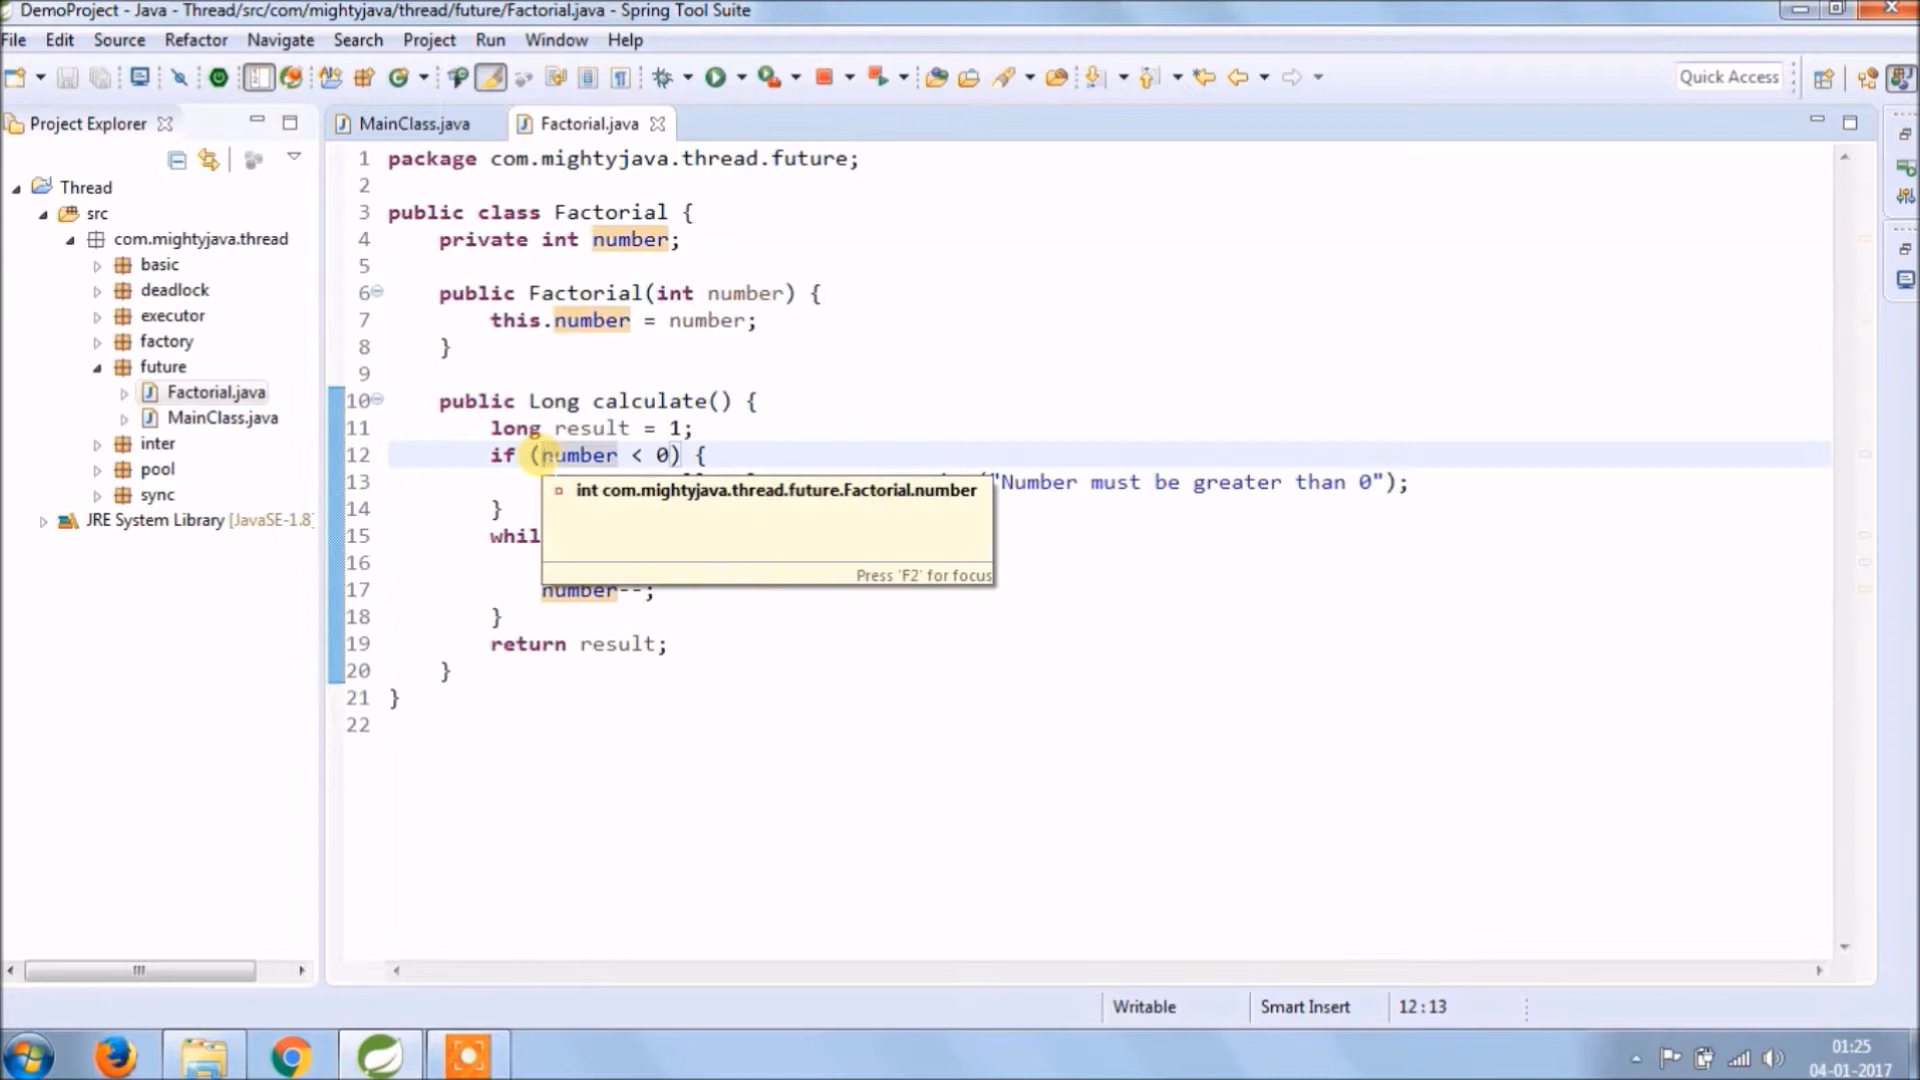 DemoProject - Java - Thread/src/com/mightyjava/thread/future/Factorial.java - Spring Tool Suite
File Edit Source Refactor Navigate Search Project Run Window Help
Quick Access
Project Explorer
MainClass.java
Factorial.java
Thread
src
com.mightyjava.thread
basic
deadlock
executor
factory
future
Factorial.java
MainClass.java
inter
pool
sync
JRE System Library [JavaSE-1.8]
1 package com.mightyjava.thread.future;
2
3 public class Factorial {
4 private int number;
5
6 public Factorial(int number) {
7 this.number = number;
8 }
9
10 public Long calculate() {
11 long result = 1;
12 if (number < 0) {
13 ("Number must be greater than 0");
int com.mightyjava.thread.future.Factorial.number
14 }
15 whil
16
Press 'F2' for focus
17 number--;
18 }
19 return result;
20 }
21 }
22
Writable Smart Insert 12 : 13
01:25
04-01-2017